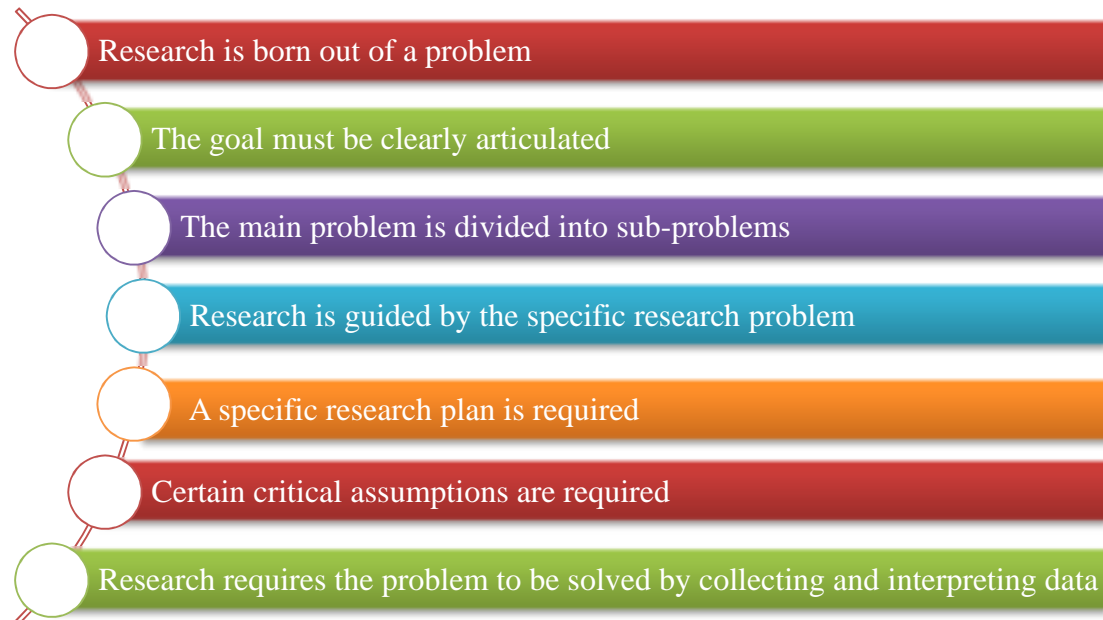 Research is born out of a problem
The goal must be clearly articulated
The main problem is divided into sub-problems
Research is guided by the specific research problem
A specific research plan is required
Certain critical assumptions are required
Research requires the problem to be solved by collecting and interpreting data